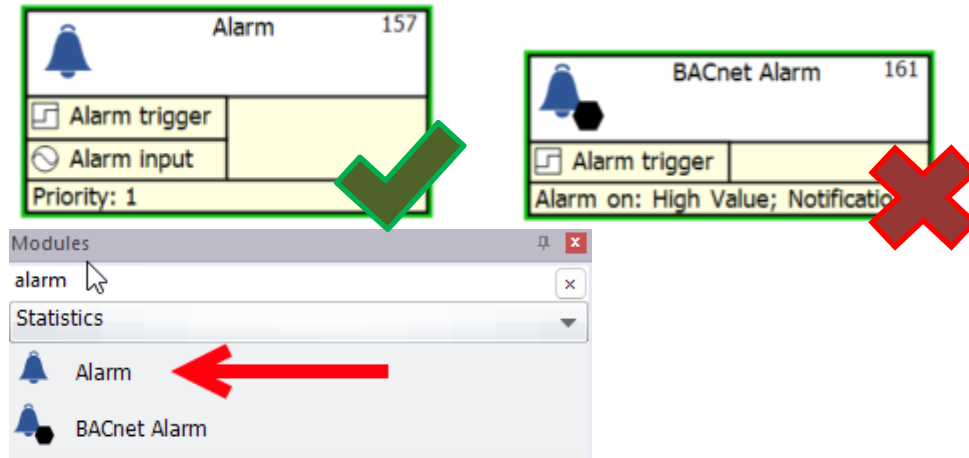 Alarm 157
Alarm trigger
Alarm input
Priority: 1
BACnet Alarm 161
Alarm trigger
Alarm on: High Value; Notificatio
Modules
alarm
Statistics
Alarm
BACnet Alarm